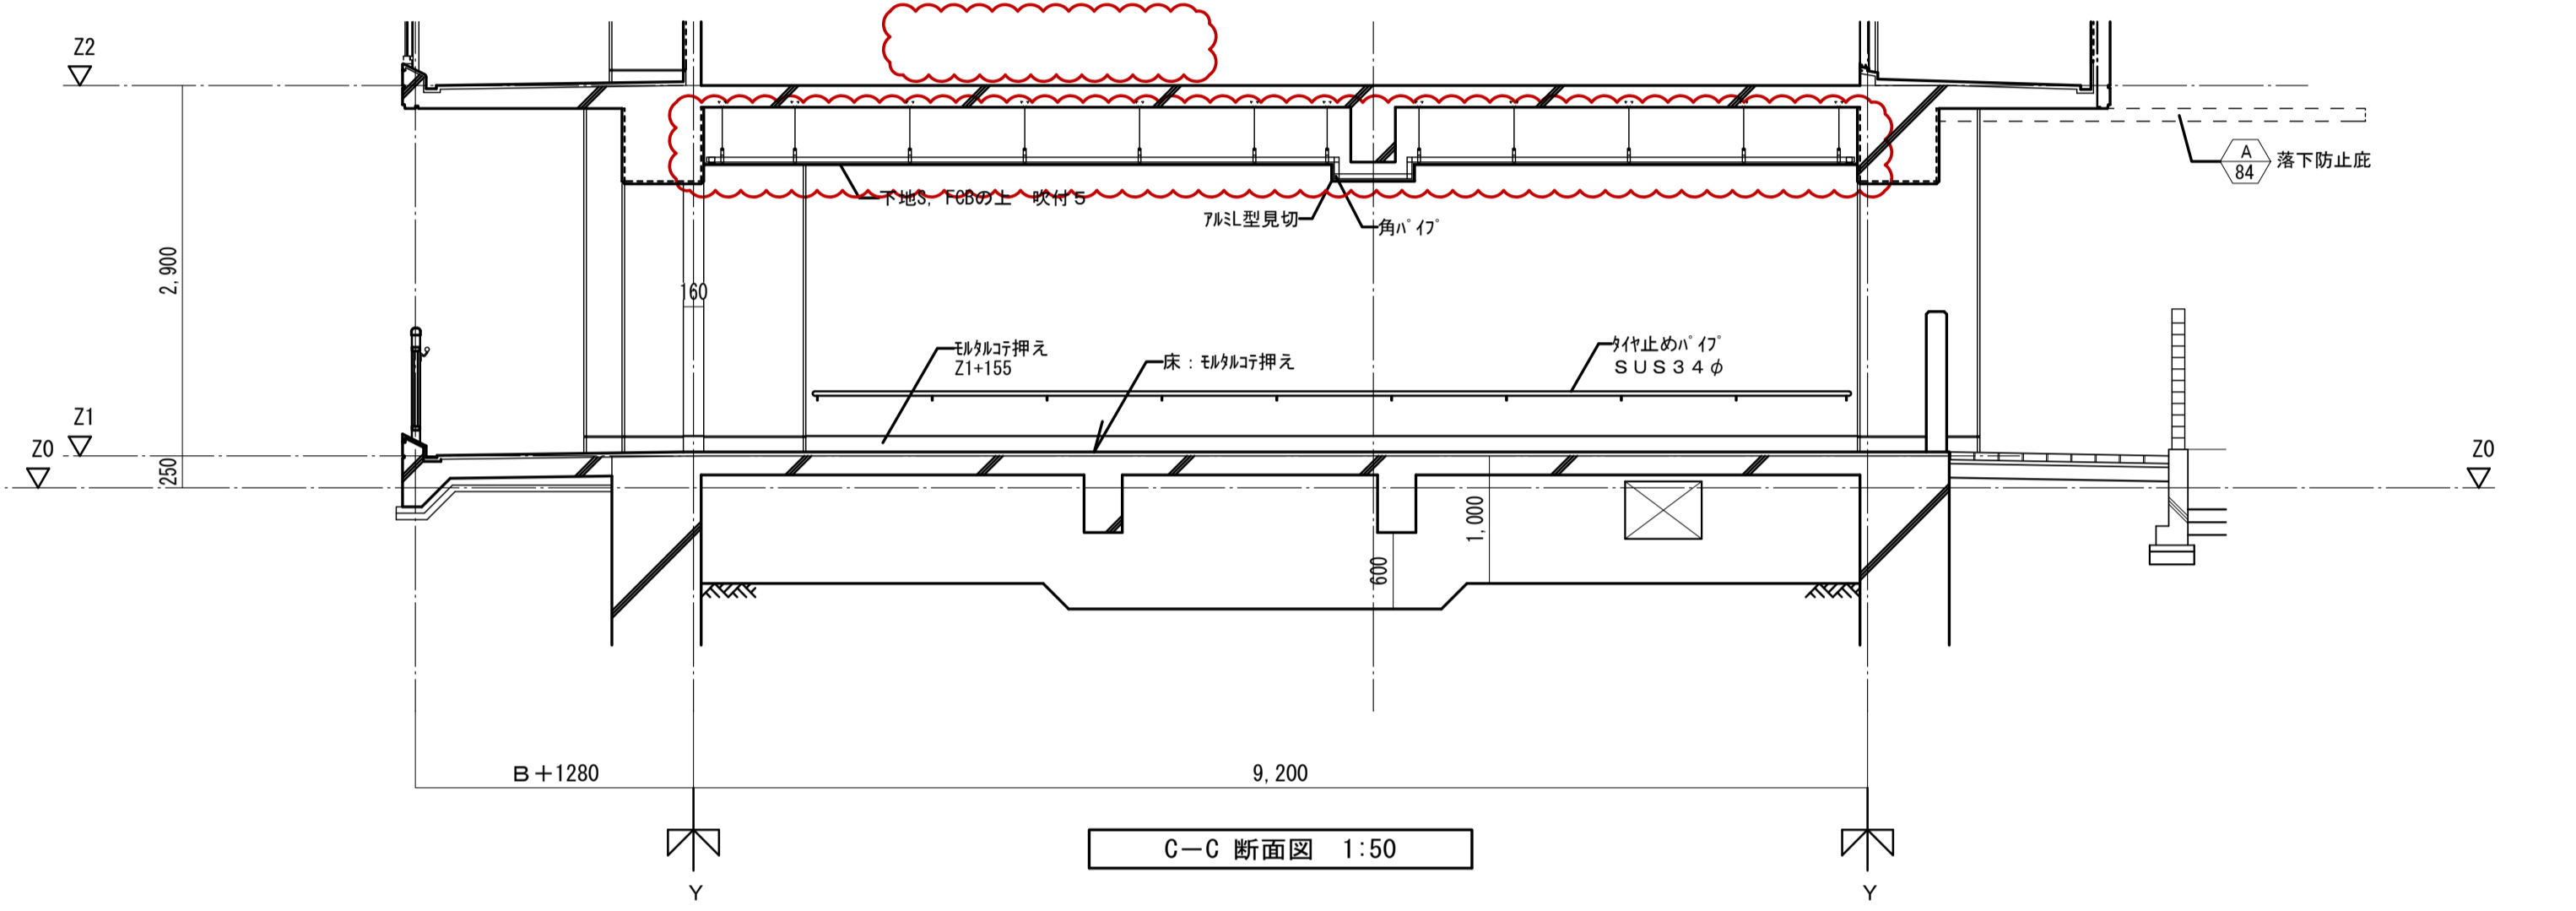 Z2
A
84
落下防止庇
下地S, FCBの上 吹付5
ｱﾙﾐL型見切
角ﾊﾟｲﾌﾟ
2,900
160
ﾓﾙﾀﾙｺﾃ押え
Z1+155
床：ﾓﾙﾀﾙｺﾃ押え
ﾀｲﾔ止めﾊﾟｲﾌﾟ
ＳＵＳ３４φ
Z1
Z0
250
Z0
1,000
600
Ｂ＋1280
9,200
C－C 断面図 1:50
Y
Y